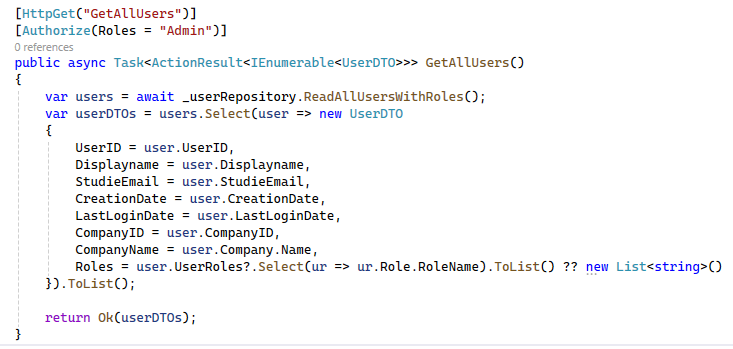 [HttpGet("GetAllUsers")]
[Authorize(Roles = "Admin")]
0 references
public async Task<ActionResult<IEnumerable<UserDTO>>> GetAllUsers()
{
    var users = await _userRepository.ReadAllUsersWithRoles();
    var userDTOs = users.Select(user => new UserDTO
    {
        UserID = user.UserID,
        Displayname = user.Displayname,
        StudieEmail = user.StudieEmail,
        CreationDate = user.CreationDate,
        LastLoginDate = user.LastLoginDate,
        CompanyID = user.CompanyID,
        CompanyName = user.Company.Name,
        Roles = user.UserRoles?.Select(ur => ur.Role.RoleName).ToList() ?? new List<string>()
    }).ToList();

    return Ok(userDTOs);
}